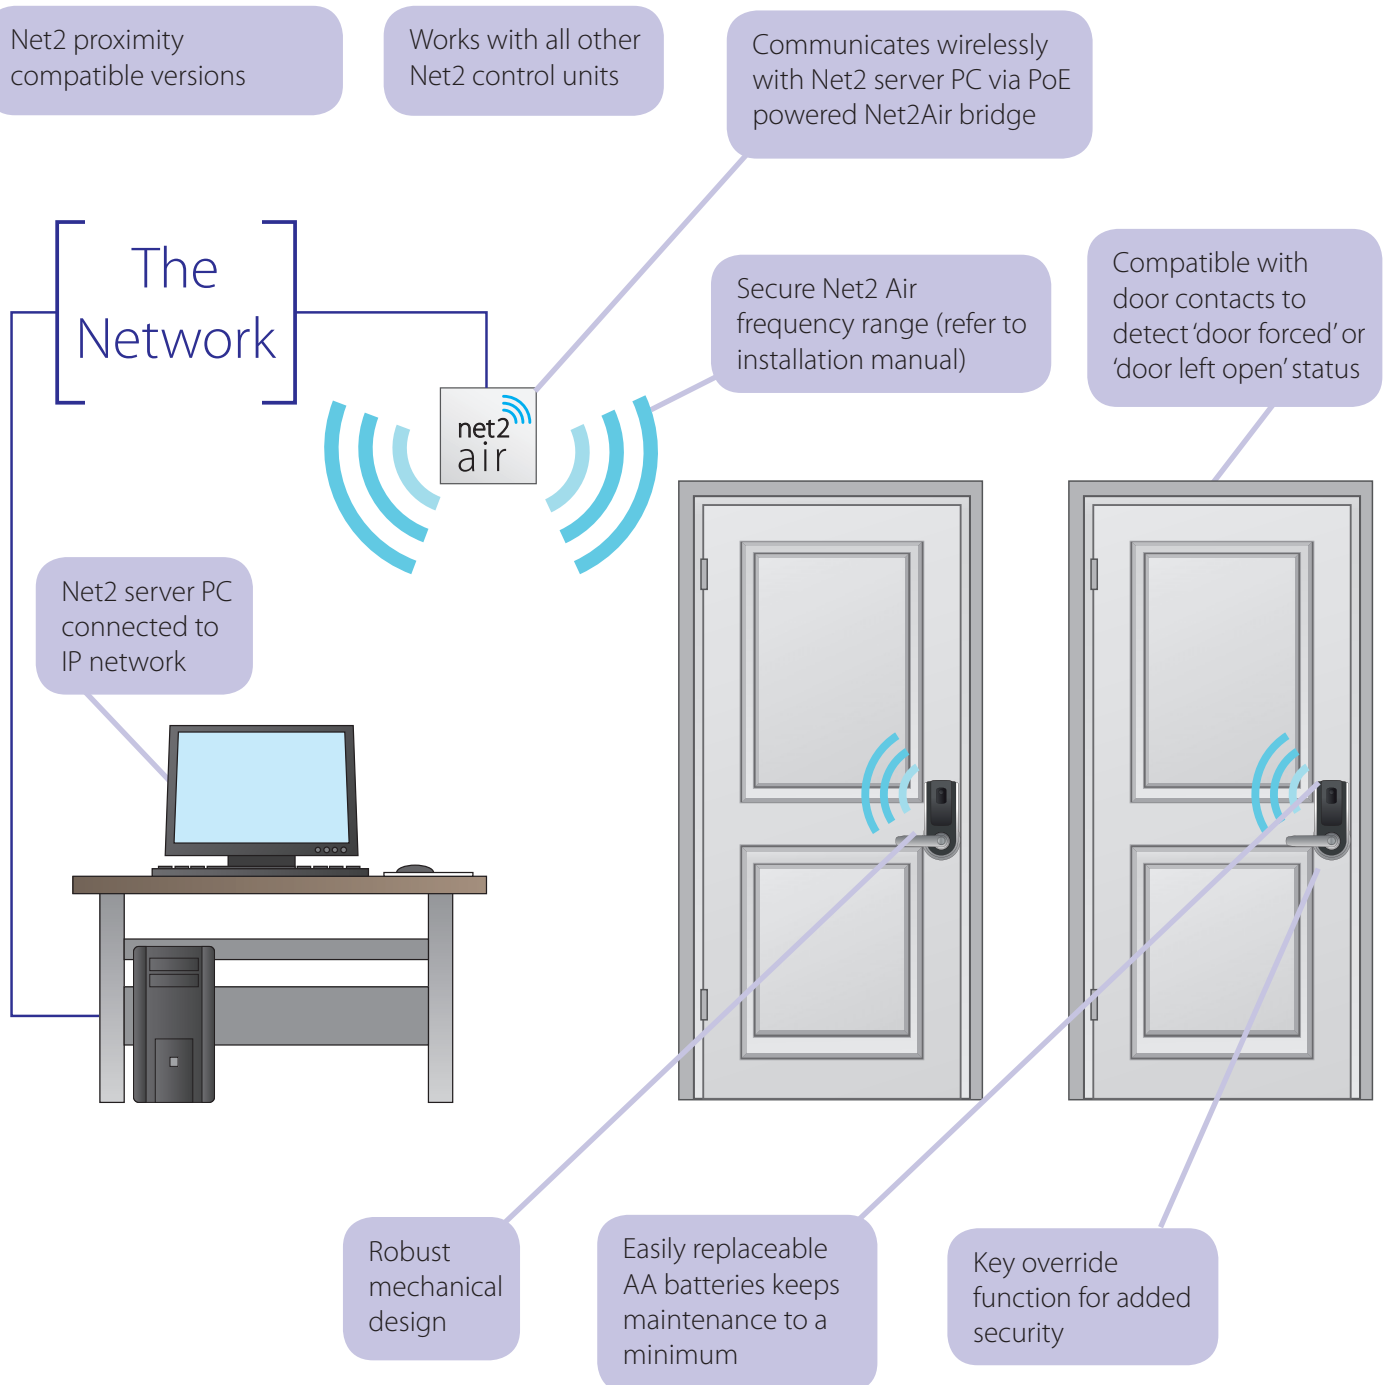 Net2 proximity
compatible versions
Works with all other
Net2 control units
Communicates wirelessly
with Net2 server PC via PoE
powered Net2Air bridge
The
Network
Secure Net2 Air
frequency range (refer to
installation manual)
Compatible with
door contacts to
detect ‘door forced’ or
‘door left open’ status
net2
air
Net2 server PC
connected to
IP network
Robust
mechanical
design
Easily replaceable
AA batteries keeps
maintenance to a
minimum
Key override
function for added
security